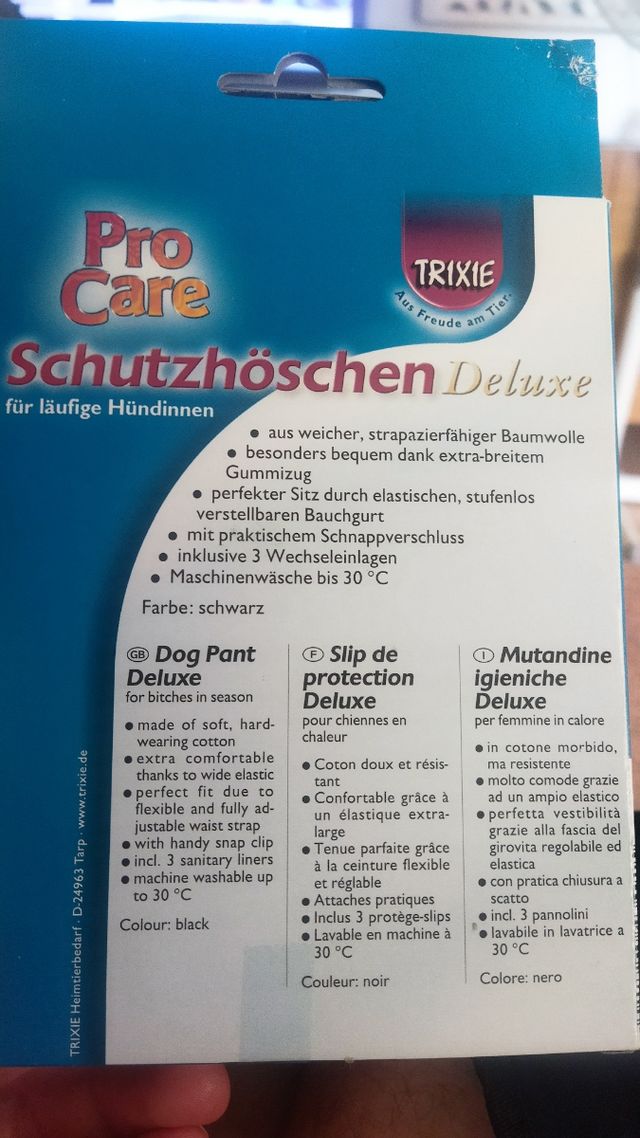 Pro
Care
TRIXIE
Aus Freude am Tier.
Schutzhöschen Deluxe
für läufige Hündinnen
• aus weicher, strapazierfähiger Baumwolle
• besonders bequem dank extra-breitem
Gummizug
• perfekter Sitz durch elastischen, stufenlos
verstellbaren Bauchgurt
• mit praktischem Schnappverschluss
• inklusive 3 Wechseleinlagen
• Maschinenwäsche bis 30 °C
Farbe: schwarz
GB Dog Pant
Deluxe
for bitches in season
• made of soft, hard-
wearing cotton
• extra comfortable
thanks to wide elastic
• perfect fit due to
flexible and fully ad-
justable waist strap
• with handy snap clip
• incl. 3 sanitary liners
• machine washable up
to 30 °C
Colour: black
F Slip de
protection
Deluxe
pour chiennes en
chaleur
• Coton doux et résis-
tant
• Confortable grâce à
un élastique extra-
large
• Tenue parfaite grâce
à la ceinture flexible
et réglable
• Attaches pratiques
• Inclus 3 protège-slips
• Lavable en machine à
30 °C
Couleur: noir
I Mutandine
igieniche
Deluxe
per femmine in calore
• in cotone morbido,
ma resistente
• molto comode grazie
ad un ampio elastico
• perfetta vestibilità
grazie alla fascia del
girovita regolabile ed
elastica
• con pratica chiusura a
scatto
• incl. 3 pannolini
• lavabile in lavatrice a
30 °C
Colore: nero
TRIXIE Heimtierbedarf · D-24963 Tarp · www.trixie.de